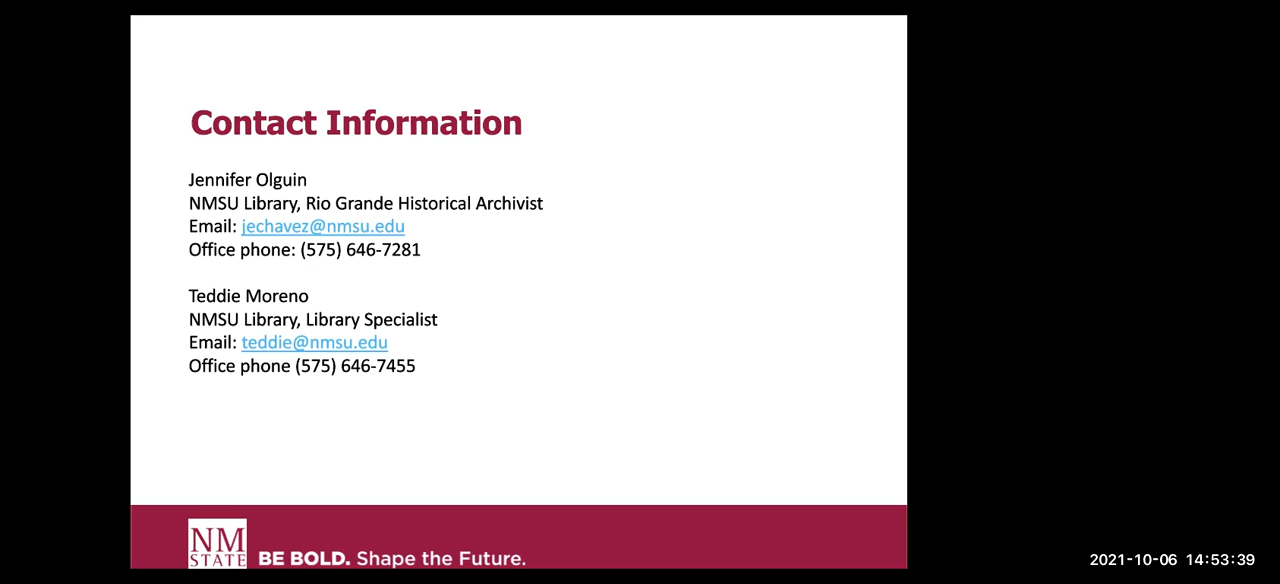 Contact Information
Jennifer Olguin
NMSU Library, Rio Grande Historical Archivist
Email: jechavez@nmsu.edu
Office phone: (575) 646-7281
Teddie Moreno
NMSU Library, Library Specialist
Email: teddie@nmsu.edu
Office phone (575) 646-7455
NM
STATE
BE BOLD. Shape the Future.
2021-10-06 14:53:39